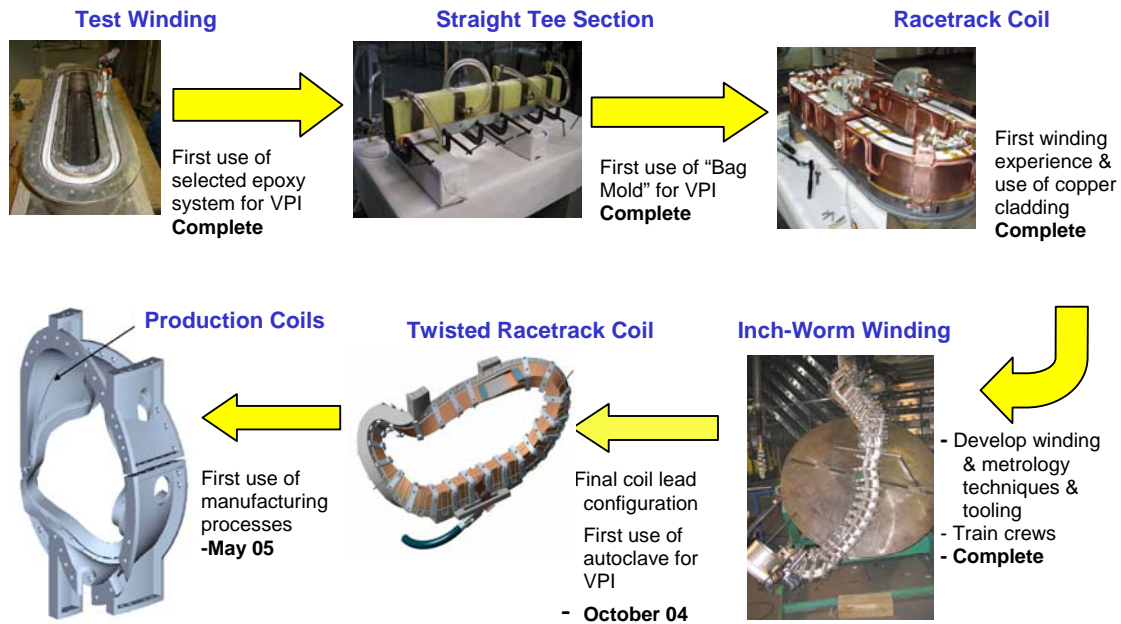 Test Winding
First use of
selected epoxy
system for VPI
Complete
Straight Tee Section
First use of “Bag
Mold” for VPI
Complete
Racetrack Coil
First winding
experience &
use of copper
cladding
Complete
Inch-Worm Winding
- Develop winding
& metrology
techniques &
tooling
- Train crews
- Complete
Twisted Racetrack Coil
Final coil lead
configuration
First use of
autoclave for
VPI
- October 04
Production Coils
First use of
manufacturing
processes
-May 05